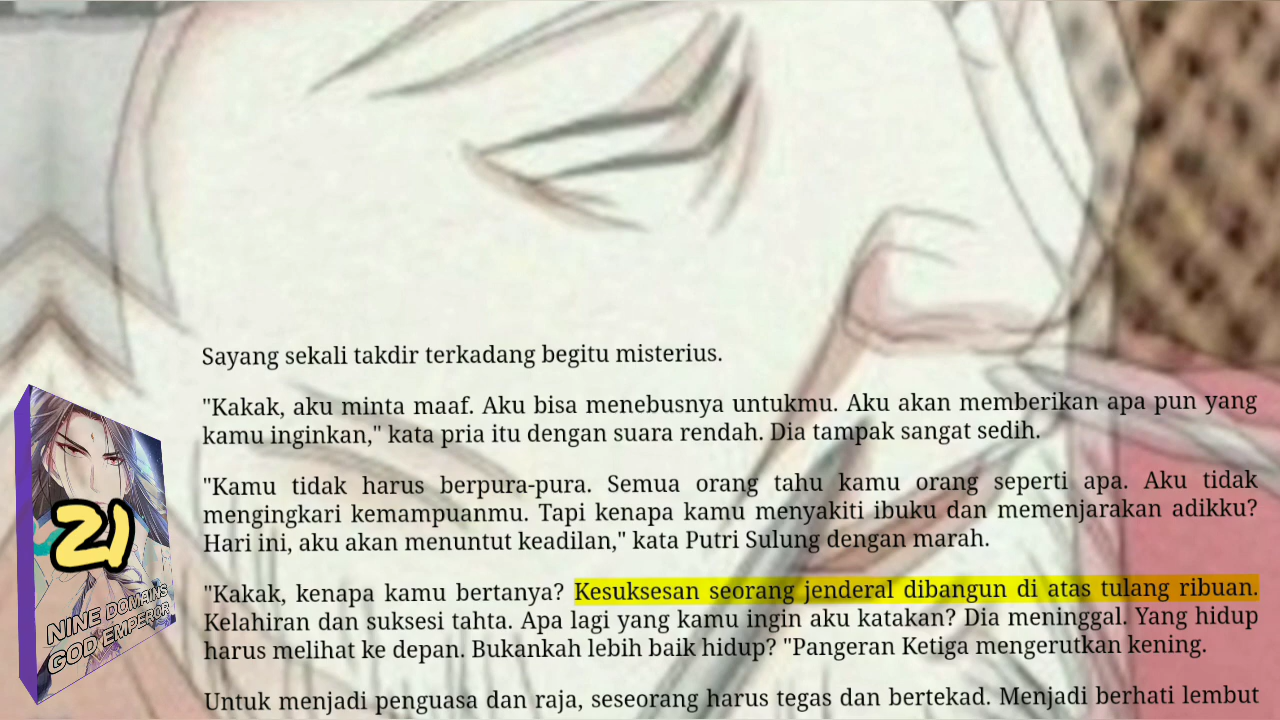 Sayang sekali takdir terkadang begitu misterius.
"Kakak, aku minta maaf. Aku bisa menebusnya untukmu. Aku akan memberikan apa pun yang
kamu inginkan," kata pria itu dengan suara rendah. Dia tampak sangat sedih.
"Kamu tidak harus berpura-pura. Semua orang tahu kamu orang seperti apa. Aku tidak
mengingkari kemampuanmu. Tapi kenapa kamu menyakiti ibuku dan memenjarakan adikku?
Hari ini, aku akan menuntut keadilan," kata Putri Sulung dengan marah.
"Kakak, kenapa kamu bertanya? Kesuksesan seorang jenderal dibangun di atas tulang ribuan.
Kelahiran dan suksesi tahta. Apa lagi yang kamu ingin aku katakan? Dia meninggal. Yang hidup
harus melihat ke depan. Bukankah lebih baik hidup? "Pangeran Ketiga mengerutkan kening.
Untuk menjadi penguasa dan raja, seseorang harus tegas dan bertekad. Menjadi berhati lembut
21
NINE DOMAINS
GOD EMPEROR